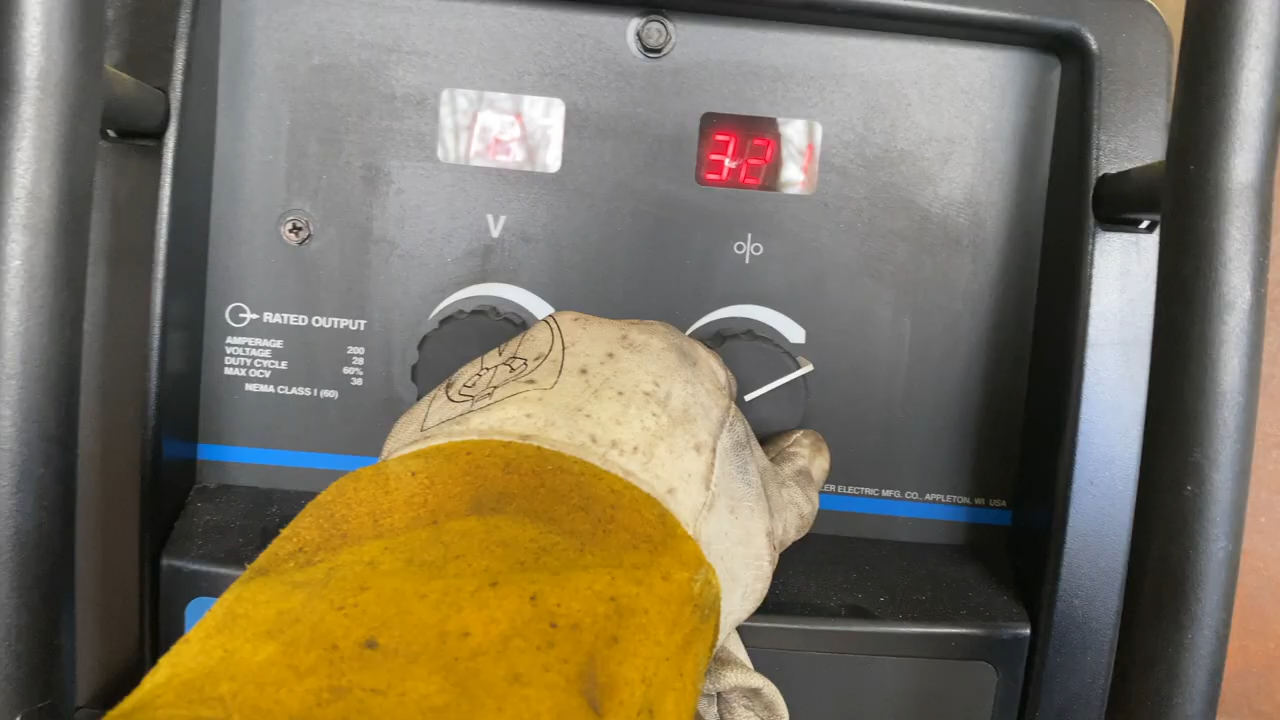 32
V
RATED OUTPUT
AMPERAGE 200
VOLTAGE 28
DUTY CYCLE 60%
MAX OCV 38
NEMA CLASS I (60)
LER ELECTRIC MFG. CO., APPLETON, WI USA